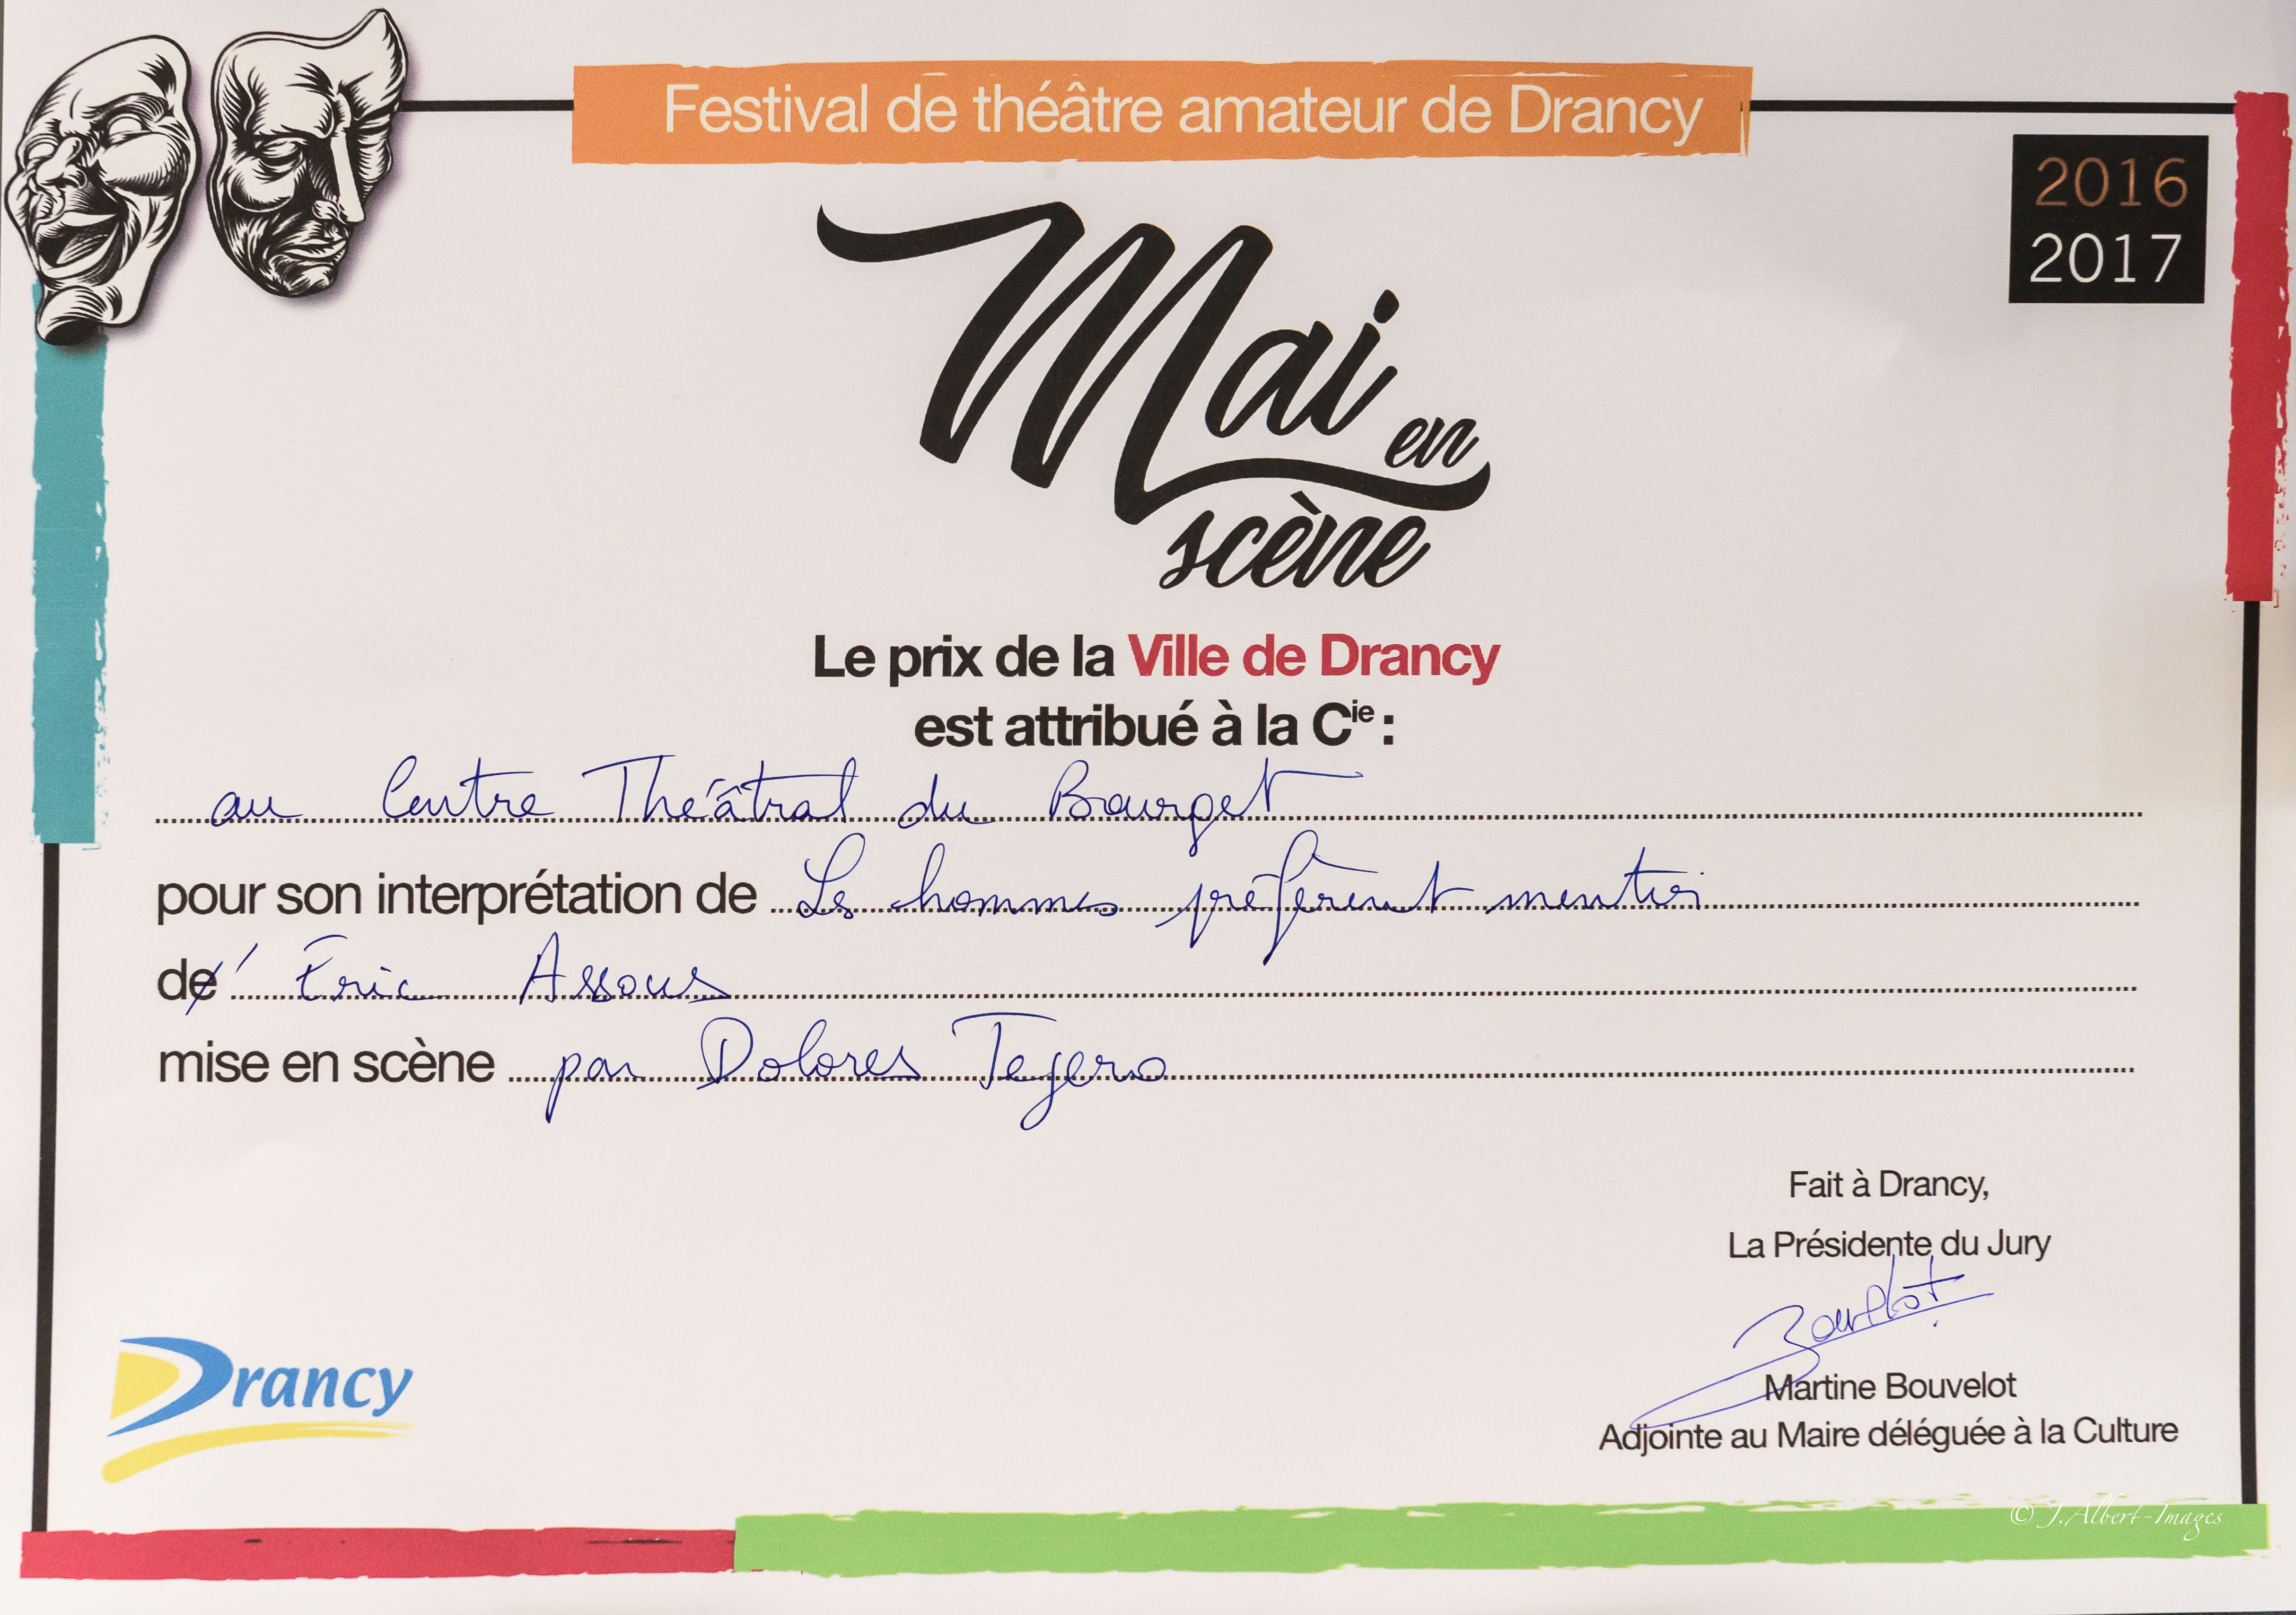 Festival de théâtre amateur de Drancy
2016
2017
Mai en
scène
Le prix de la Ville de Drancy
est attribué à la Cie :
au Centre Théâtral du Bourget
pour son interprétation de Les hommes préfèrent mentir
d' Éric Assous
mise en scène par Dolores Tejero
Fait à Drancy,
La Présidente du Jury
Bouvelot
Martine Bouvelot
Adjointe au Maire déléguée à la Culture
Drancy
© J.Albert-Images